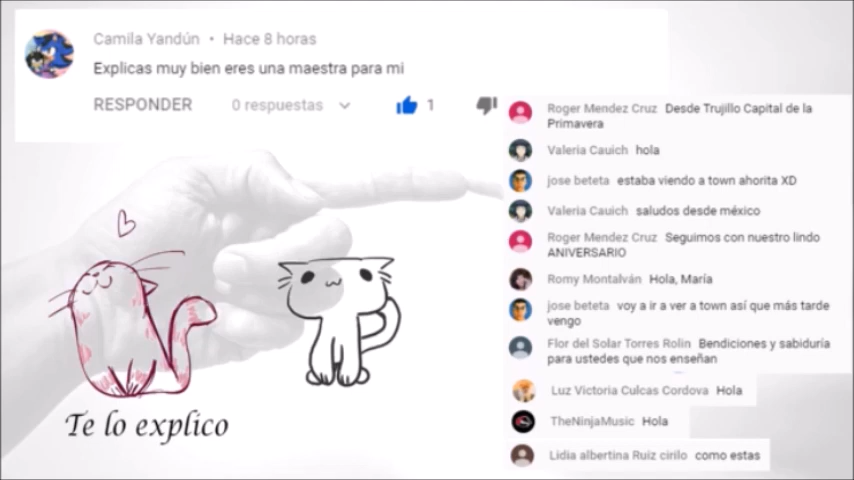 Camila Yandún • Hace 8 horas
Explicas muy bien eres una maestra para mi
RESPONDER 0 respuestas 1
Roger Mendez Cruz Desde Trujillo Capital de la
Primavera
Valeria Cauich hola
jose beteta estaba viendo a town ahorita XD
Valeria Cauich saludos desde méxico
Roger Mendez Cruz Seguimos con nuestro lindo
ANIVERSARIO
Romy Montalván Hola, María
jose beteta voy a ir a ver a town así que más tarde
vengo
Flor del Solar Torres Rolin Bendiciones y sabiduría
para ustedes que nos enseñan
Luz Victoria Culcas Cordova Hola
TheNinjaMusic Hola
Lidia albertina Ruiz cirilo como estas
Te lo explico